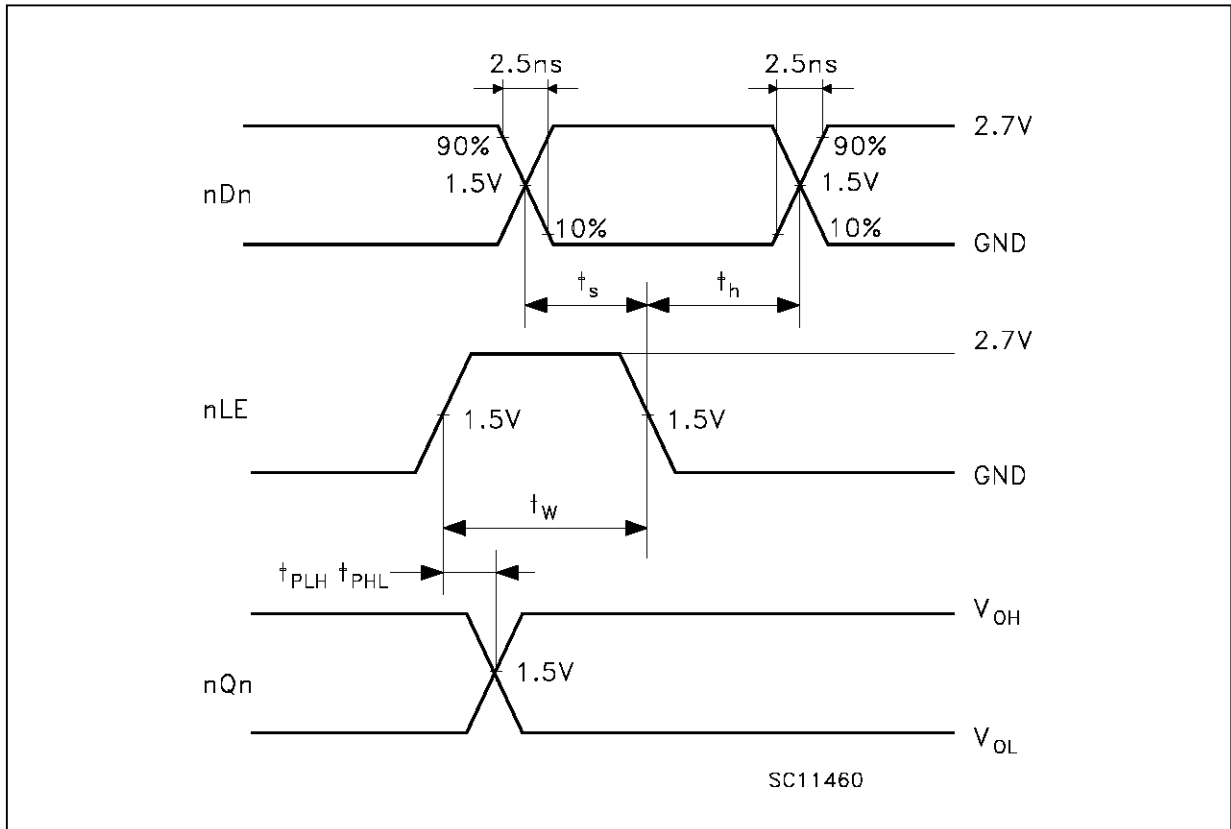 2.5ns 2.5ns
2.7V
90% 90%
nDn 1.5V 1.5V
10% 10%
GND
ts th
2.7V
nLE 1.5V 1.5V
GND
tW
tPLH tPHL
VOH
nQn 1.5V
VOL
SC11460